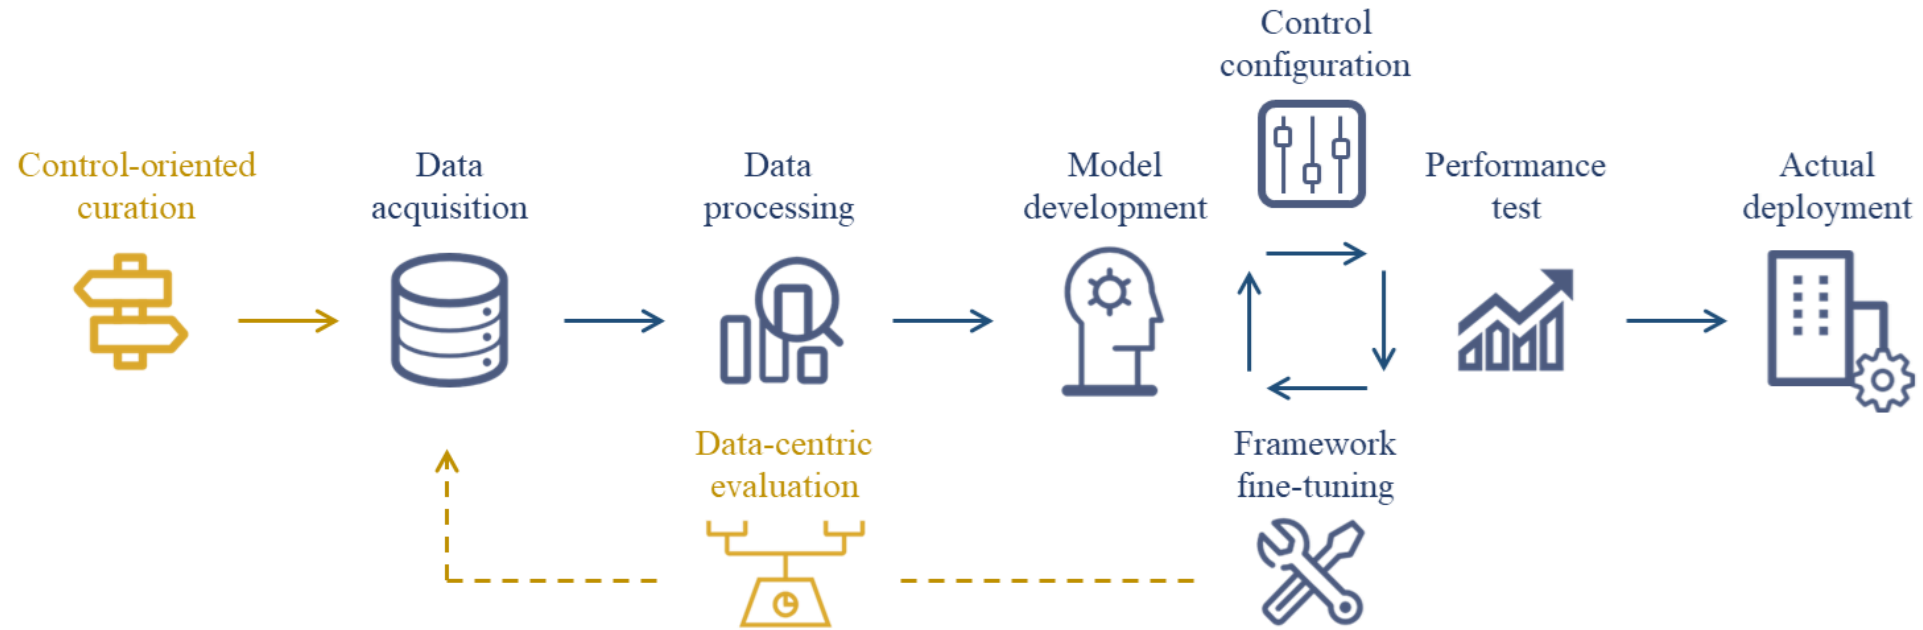 Control-oriented
curation
Data
acquisition
Data
processing
Model
development
Control
configuration
Performance
test
Actual
deployment
Data-centric
evaluation
Framework
fine-tuning